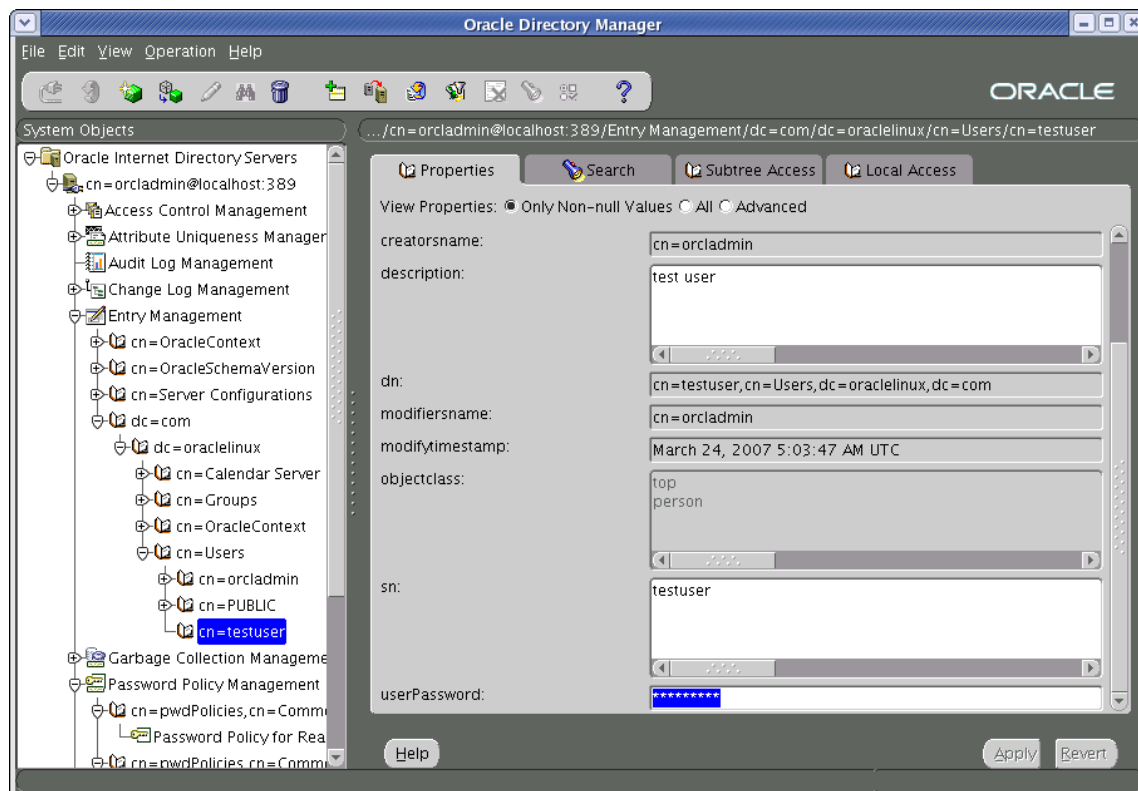 Oracle Directory Manager
File Edit View Operation Help
ORACLE
System Objects
.../cn=orcladmin@localhost:389/Entry Management/dc=com/dc=oraclelinux/cn=Users/cn=testuser
Oracle Internet Directory Servers
cn=orcladmin@localhost:389
Access Control Management
Attribute Uniqueness Manager
Audit Log Management
Change Log Management
Entry Management
cn=OracleContext
cn=OracleSchemaVersion
cn=Server Configurations
dc=com
dc=oraclelinux
cn=Calendar Server
cn=Groups
cn=OracleContext
cn=Users
cn=orcladmin
cn=PUBLIC
cn=testuser
Garbage Collection Manageme
Password Policy Management
cn=pwdPolicies,cn=Commo
Password Policy for Rea
cn=pwdPolicies,cn=Commo
Properties Search Subtree Access Local Access
View Properties: Only Non-null Values All Advanced
creatorsname: cn=orcladmin
description: test user
dn: cn=testuser,cn=Users,dc=oraclelinux,dc=com
modifiersname: cn=orcladmin
modifytimestamp: March 24, 2007 5:03:47 AM UTC
objectclass: top
person
sn: testuser
userPassword: *********
Help Apply Revert